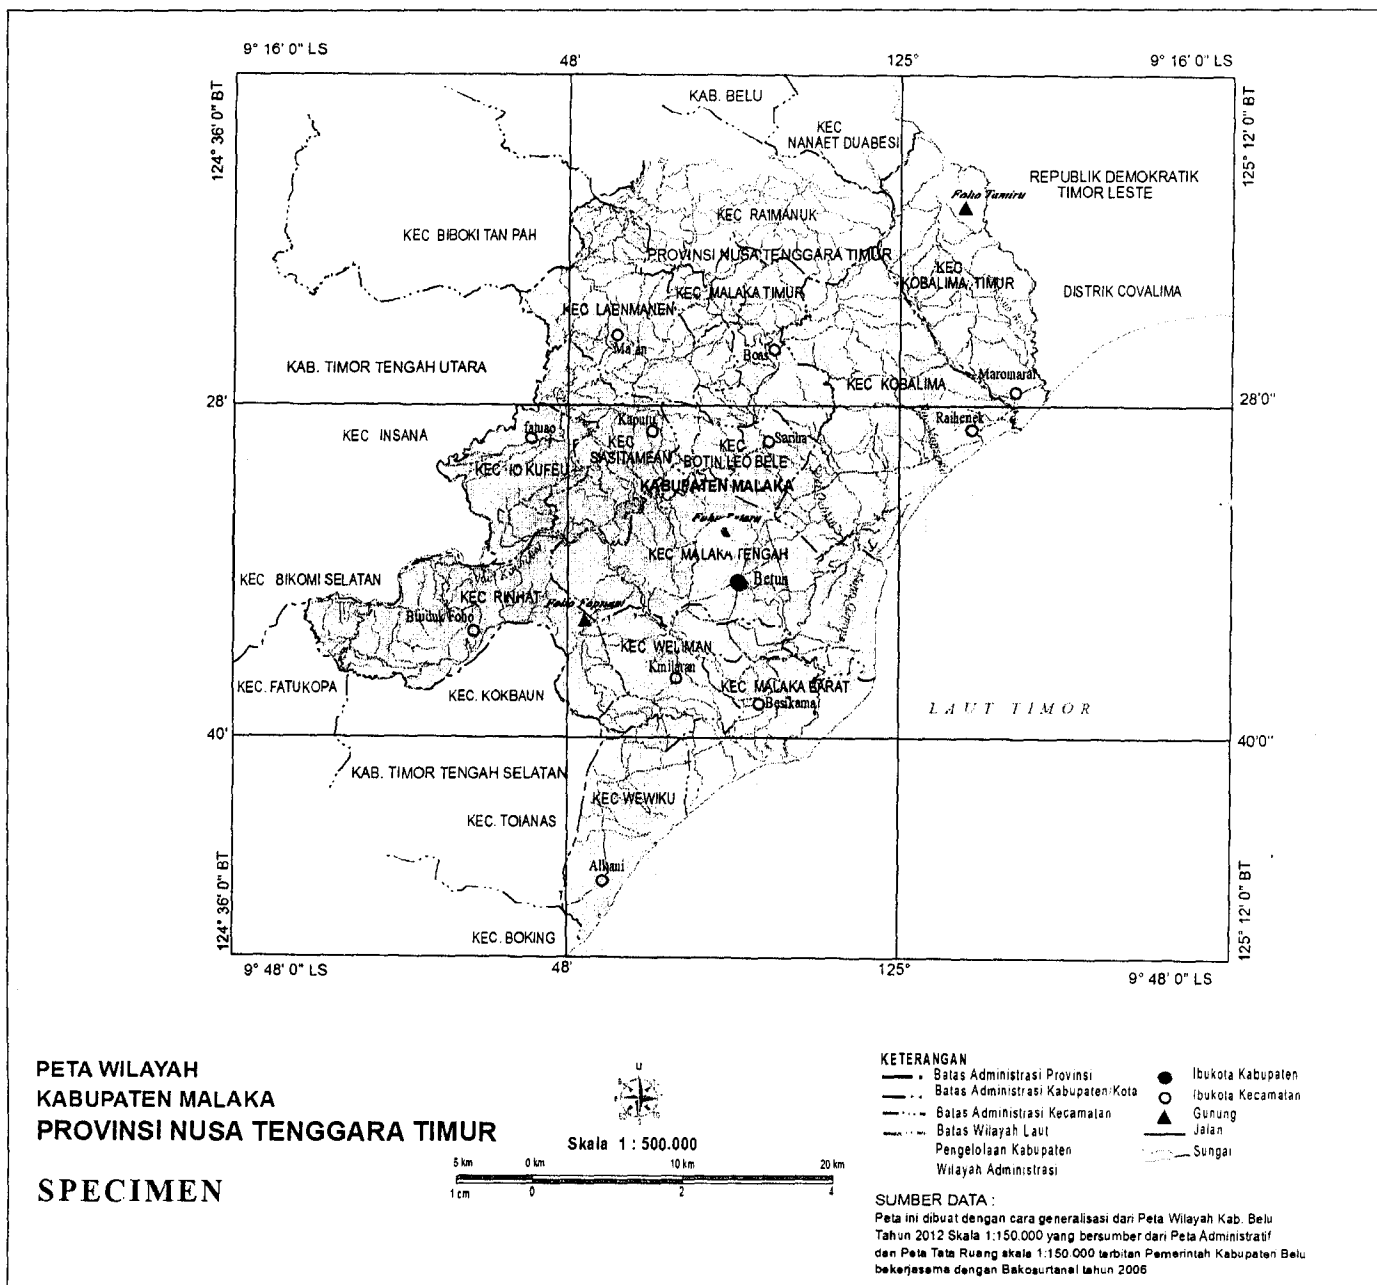 9° 16' 0" LS
48'
125°
9° 16' 0" LS
124° 36' 0" BT
125° 12' 0" BT
KAB. BELU
KEC
NANAET DUABESI
REPUBLIK DEMOKRATIK
TIMOR LESTE
Foho Tamiru
KEC RAIMANUK
KEC BIBOKI TAN PAH
PROVINSI NUSA TENGGARA TIMUR
KEC
KOBALIMA TIMUR
KEC MALAKA TIMUR
DISTRIK COVALIMA
KEC LAENMANEN
Boas
KAB. TIMOR TENGAH UTARA
Maromarai
KEC KOBALIMA
28'
28'0"
Kaputu
Raihenek
KEC INSANA
Sariha
KEC
SASITAMEAN
KEC
BOTIN LEO BELE
KEC IO KUFEU
KABUPATEN MALAKA
KEC MALAKA TENGAH
Betun
KEC BIKOMI SELATAN
KEC RINHAT
Biuduk Foho
KEC WELIMAN
KEC. FATUKOPA
KEC. KOKBAUN
KEC MALAKA BARAT
Besikama
LAUT TIMOR
40'
40'0"
KAB. TIMOR TENGAH SELATAN
KEC WEWIKU
KEC. TOIANAS
Alkani
124° 36' 0" BT
125° 12' 0" BT
KEC. BOKING
9° 48' 0" LS
48'
125°
9° 48' 0" LS
PETA WILAYAH
KABUPATEN MALAKA
PROVINSI NUSA TENGGARA TIMUR
SPECIMEN
U
Skala 1 : 500.000
5 km 0 km 10 km 20 km
1 cm 0 2 4
KETERANGAN
Batas Administrasi Provinsi
Batas Administrasi Kabupaten/Kota
Batas Administrasi Kecamatan
Batas Wilayah Laut
Pengelolaan Kabupaten
Wilayah Administrasi
Ibukota Kabupaten
Ibukota Kecamatan
Gunung
Jalan
Sungai
SUMBER DATA :
Peta ini dibuat dengan cara generalisasi dari Peta Wilayah Kab. Belu
Tahun 2012 Skala 1:150.000 yang bersumber dari Peta Administratif
dan Peta Tata Ruang skala 1:150.000 terbitan Pemerintah Kabupaten Belu
bekerjasama dengan Bakosurtanal tahun 2006